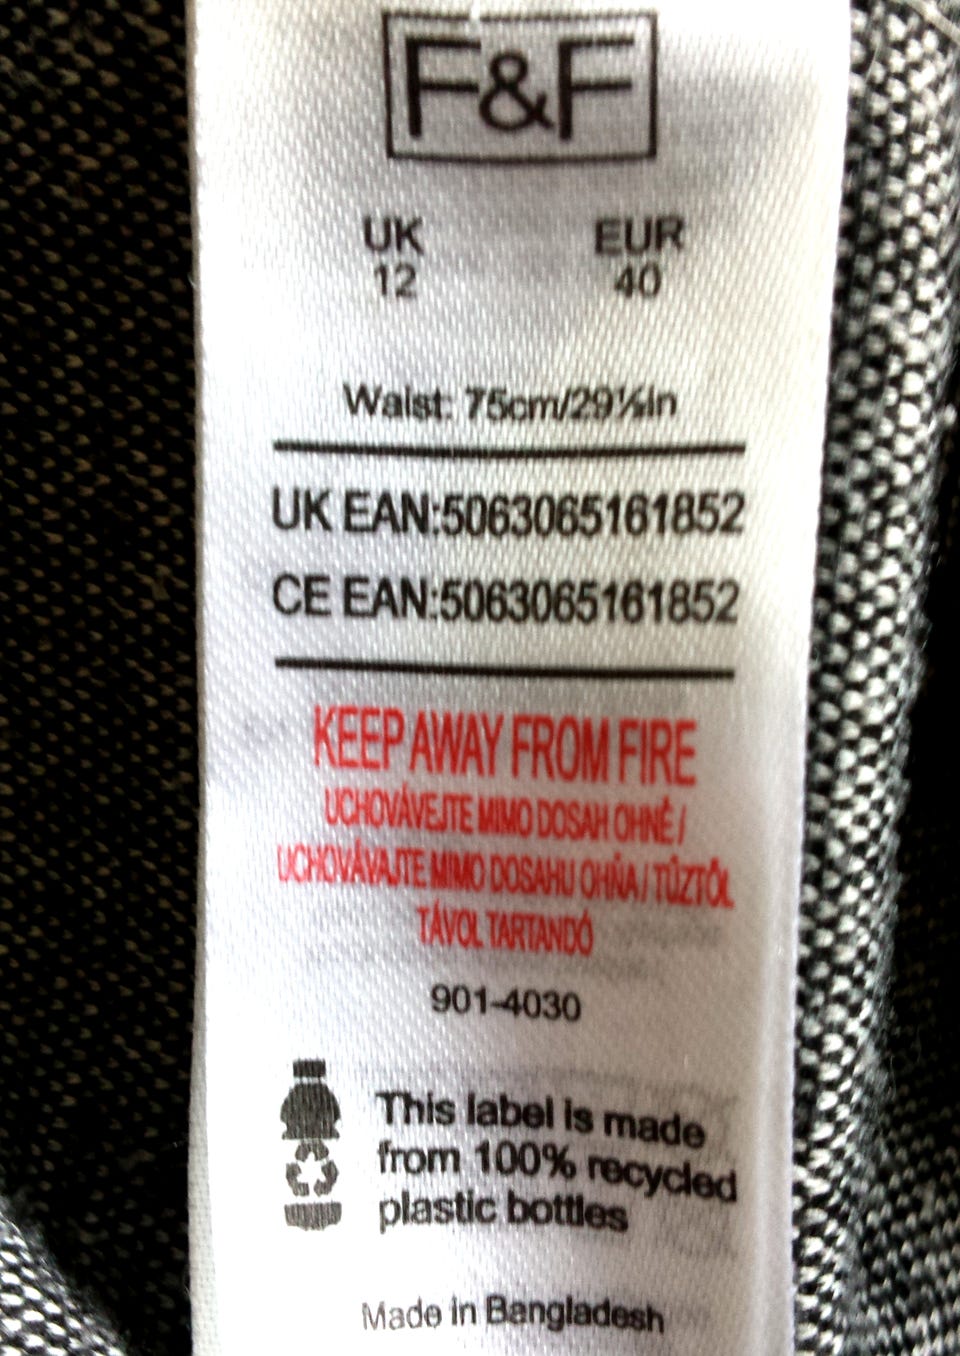 F&F
UK EUR
12 40
Waist: 75cm/29½in
UK EAN:5063065161852
CE EAN:5063065161852
KEEP AWAY FROM FIRE
UCHOVÁVEJTE MIMO DOSAH OHNĚ /
UCHOVÁVAJTE MIMO DOSAHU OHŇA / TŰZTŐL
TÁVOL TARTANDÓ
901-4030
This label is made
from 100% recycled
plastic bottles
Made in Bangladesh